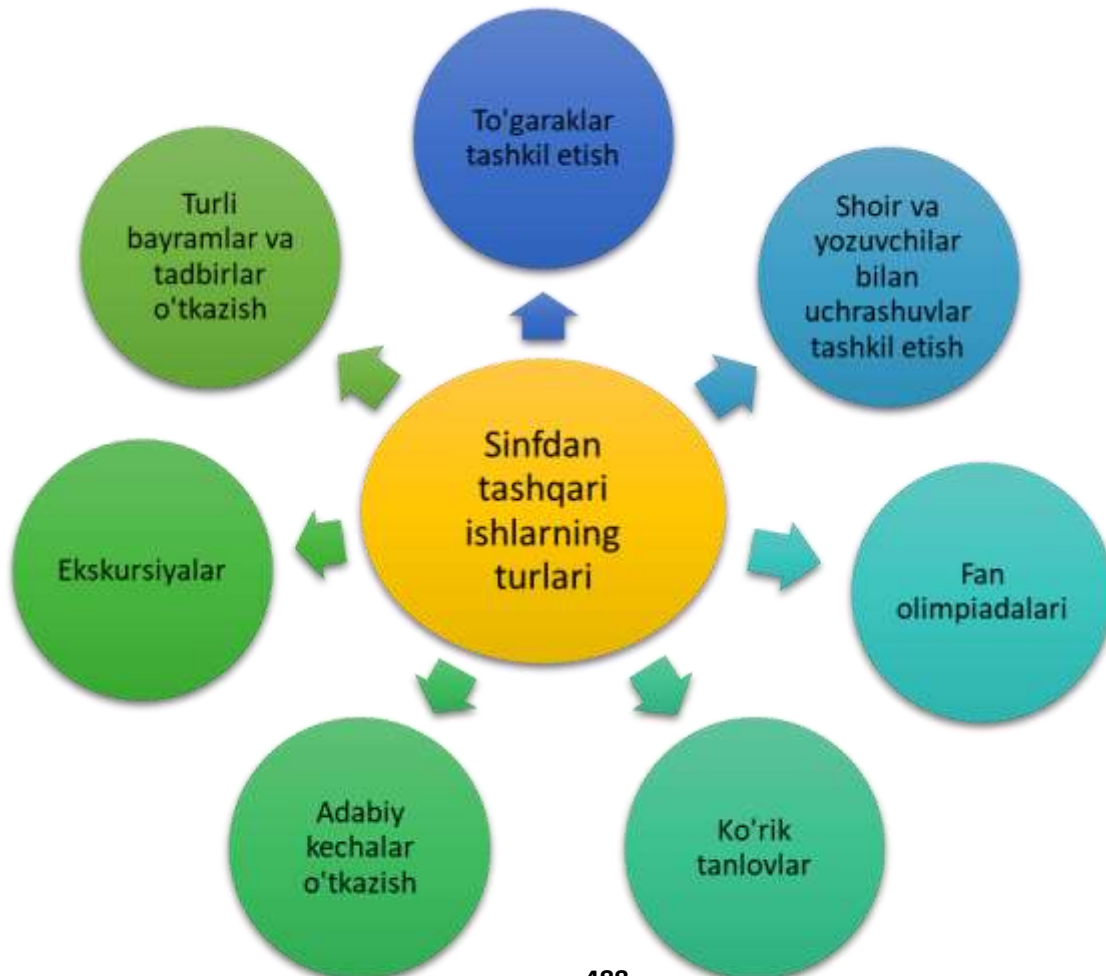 To'garaklar
tashkil etish
Shoir va
yozuvchilar
bilan
uchrashuvlar
tashkil etish
Fan
olimpiadalari
Ko'rik
tanlovlar
Adabiy
kechalar
o'tkazish
Ekskursiyalar
Turli
bayramlar va
tadbirlar
o'tkazish
Sinfdan
tashqari
ishlarning
turlari